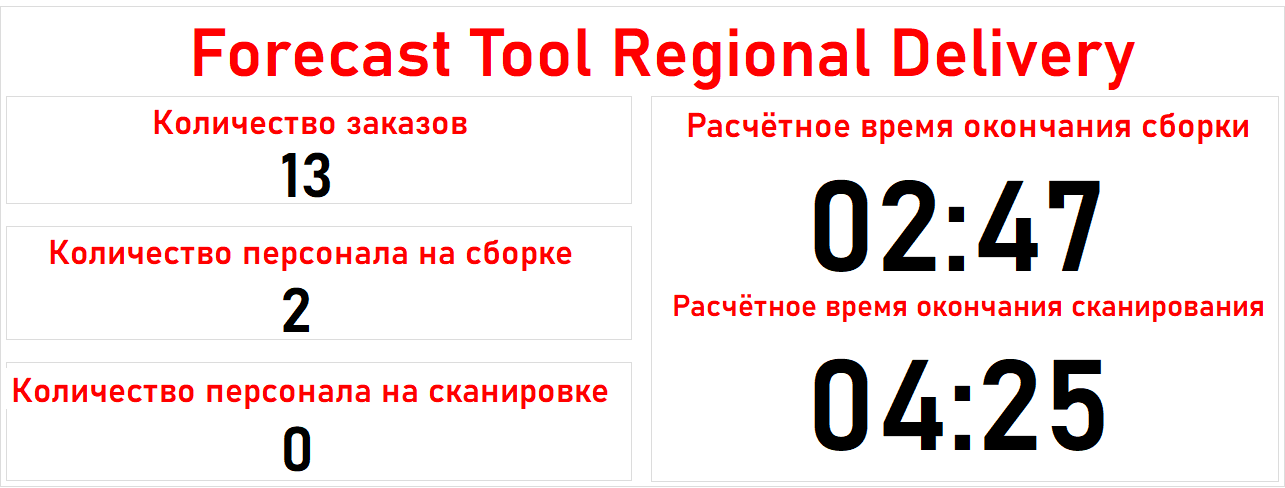 Forecast Tool Regional Delivery
Количество заказов
13
Количество персонала на сборке
2
Количество персонала на сканировке
0
Расчётное время окончания сборки
02:47
Расчётное время окончания сканирования
04:25